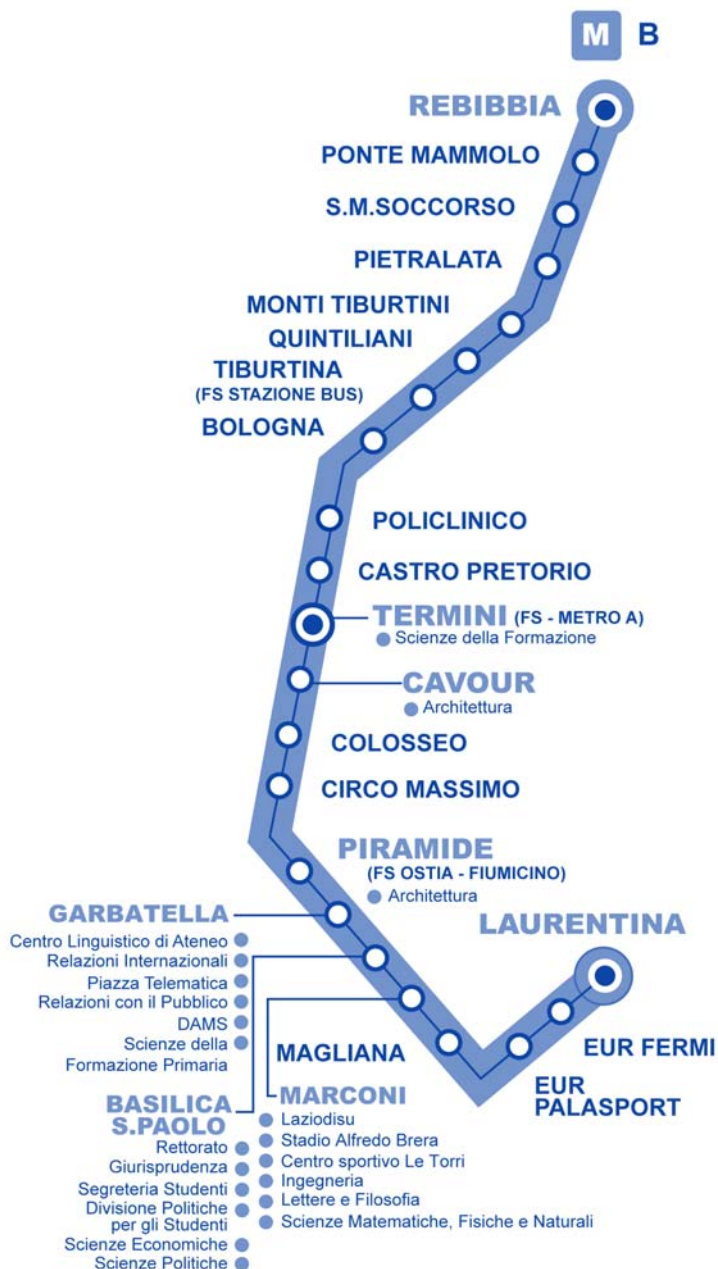 M B
REBIBBIA
PONTE MAMMOLO
S.M.SOCCORSO
PIETRALATA
MONTI TIBURTINI
QUINTILIANI
TIBURTINA
(FS STAZIONE BUS)
BOLOGNA
POLICLINICO
CASTRO PRETORIO
TERMINI (FS - METRO A)
Scienze della Formazione
CAVOUR
Architettura
COLOSSEO
CIRCO MASSIMO
PIRAMIDE
(FS OSTIA - FIUMICINO)
Architettura
GARBATELLA
Centro Linguistico di Ateneo
Relazioni Internazionali
Piazza Telematica
Relazioni con il Pubblico
DAMS
Scienze della
Formazione Primaria
BASILICA
S.PAOLO
Rettorato
Giurisprudenza
Segreteria Studenti
Divisione Politiche
per gli Studenti
Scienze Economiche
Scienze Politiche
MARCONI
Laziodisu
Stadio Alfredo Brera
Centro sportivo Le Torri
Ingegneria
Lettere e Filosofia
Scienze Matematiche, Fisiche e Naturali
MAGLIANA
EUR
PALASPORT
EUR FERMI
LAURENTINA